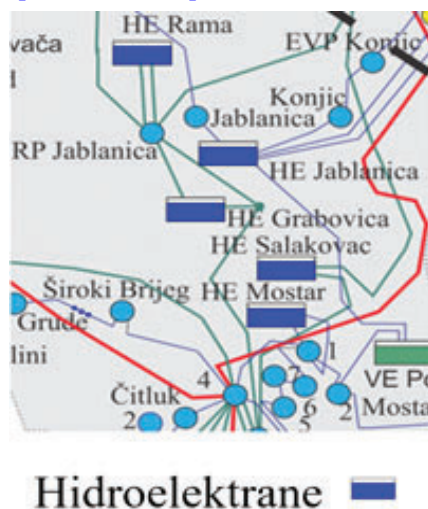 HE Rama
vača
EVP Konjic
d
Konjic
Jablanica
RP Jablanica
HE Jablanica
HE Grabovica
HE Salakovac
HE Mostar
Široki Brijeg
Grude
lini
1
VE Po
4
7
Čitluk
6
2
Mosta
2
5
Hidroelektrane